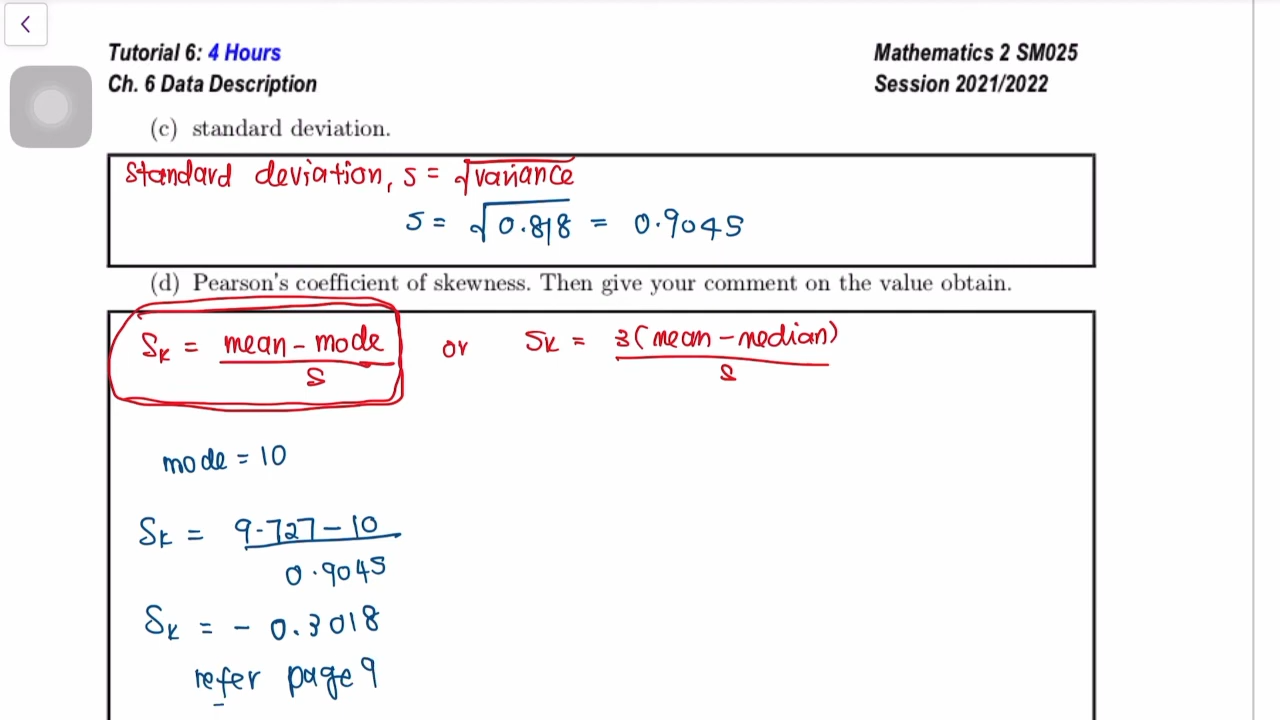 Tutorial 6: 4 Hours
Mathematics 2 SM025
Ch. 6 Data Description
Session 2021/2022
(c) standard deviation.
Standard deviation, s = √variance
s = √0.818 = 0.9045
(d) Pearson's coefficient of skewness. Then give your comment on the value obtain.
Sk = mean - mode / s or Sk = 3(mean - median) / s
mode = 10
Sk = 9.727 - 10 / 0.9045
Sk = - 0.3018
refer page 9